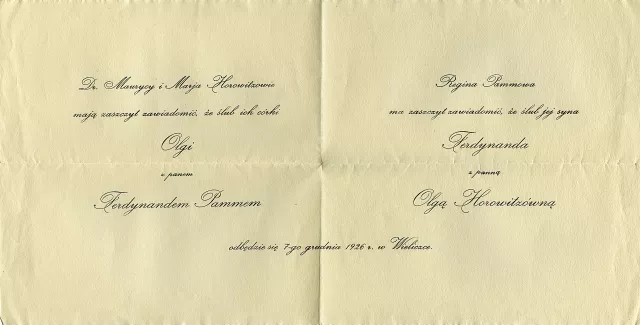 Dr. Maurycy i Marja Horowitzowie
mają zaszczyt zawiadomić, że ślub ich córki
Olgi
z panem
Ferdynandem Pammem
Regina Pammowa
ma zaszczyt zawiadomić, że ślub jej syna
Ferdynanda
z panną
Olgą Horowitzówną
odbędzie się 7-go grudnia 1926 r. w Wieliczce.